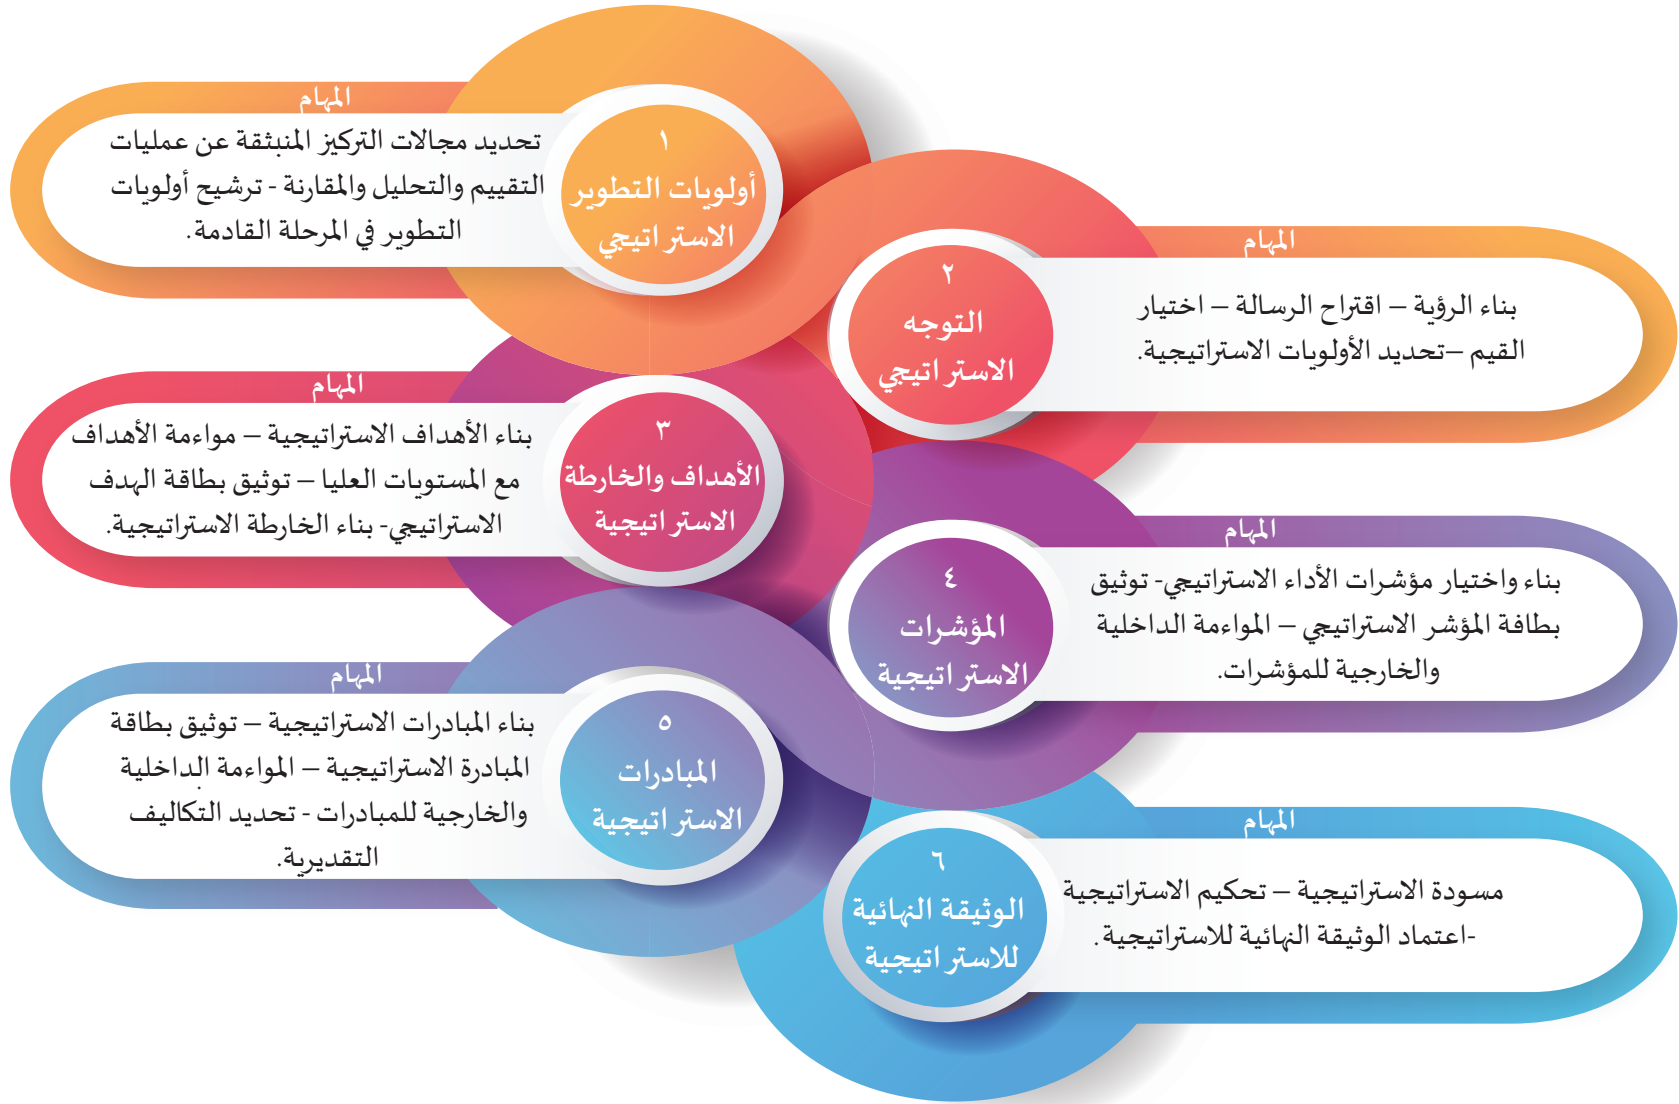 ١
أولويات التطوير
الاستراتيجي
المهام
تحديد مجالات التركيز المنبثقة عن عمليات
التقييم والتحليل والمقارنة - ترشيح أولويات
التطوير في المرحلة القادمة.
٢
التوجه
الاستراتيجي
المهام
بناء الرؤية – اقتراح الرسالة – اختيار
القيم –تحديد الأولويات الاستراتيجية.
٣
الأهداف والخارطة
الاستراتيجية
المهام
بناء الأهداف الاستراتيجية – مواءمة الأهداف
مع المستويات العليا – توثيق بطاقة الهدف
الاستراتيجي- بناء الخارطة الاستراتيجية.
٤
المؤشرات
الاستراتيجية
المهام
بناء واختيار مؤشرات الأداء الاستراتيجي- توثيق
بطاقة المؤشر الاستراتيجي – المواءمة الداخلية
والخارجية للمؤشرات.
٥
المبادرات
الاستراتيجية
المهام
بناء المبادرات الاستراتيجية – توثيق بطاقة
المبادرة الاستراتيجية – المواءمة الداخلية
والخارجية للمبادرات - تحديد التكاليف
التقديرية.
٦
الوثيقة النهائية
للاستراتيجية
المهام
مسودة الاستراتيجية – تحكيم الاستراتيجية
-اعتماد الوثيقة النهائية للاستراتيجية.